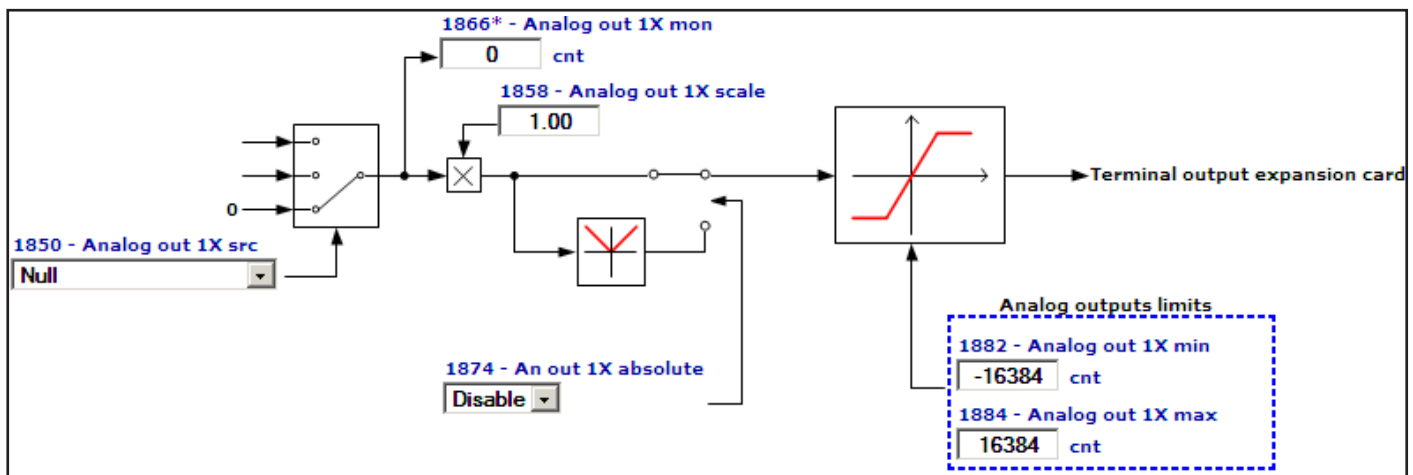 1866* - Analog out 1X mon
0 cnt
1858 - Analog out 1X scale
1.00
0
Terminal output expansion card
1850 - Analog out 1X src
Null
Analog outputs limits
1882 - Analog out 1X min
-16384 cnt
1874 - An out 1X absolute
Disable
1884 - Analog out 1X max
16384 cnt